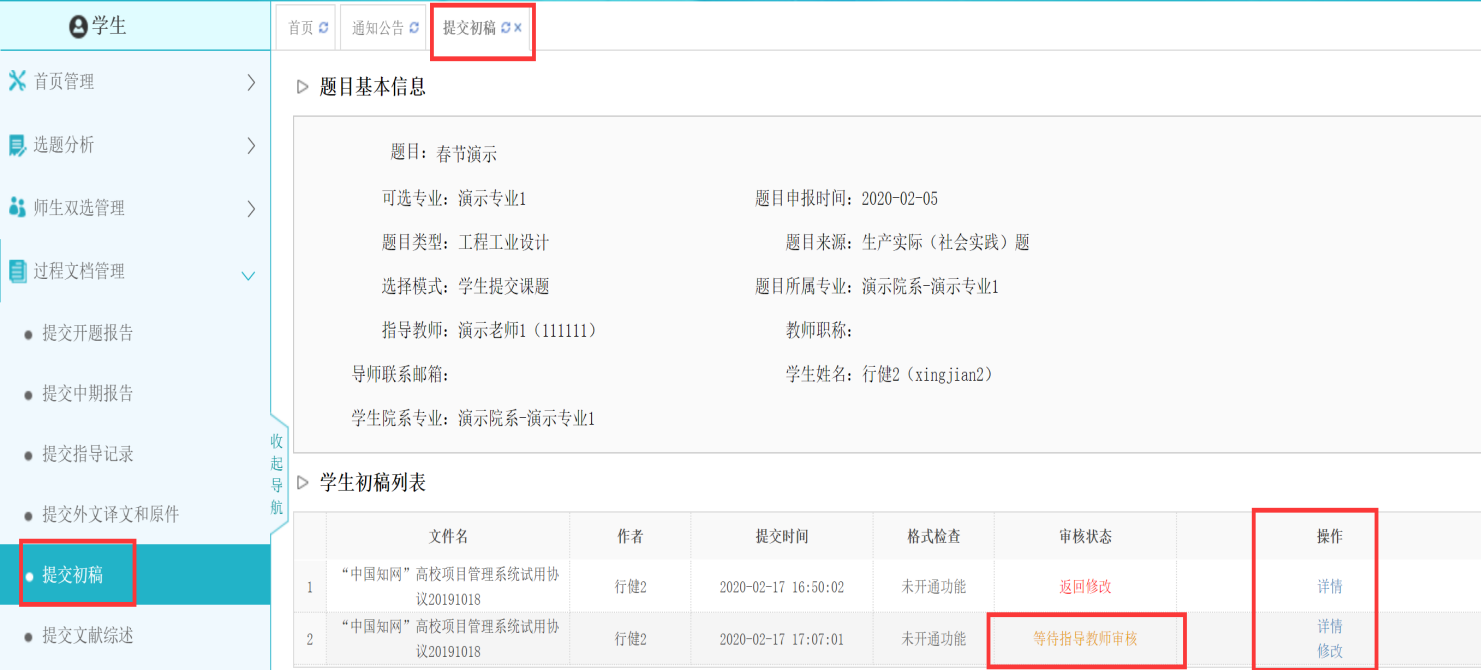 学生
首页 通知公告 提交初稿
首页管理
选题分析
师生双选管理
过程文档管理
提交开题报告
提交中期报告
提交指导记录
提交外文译文和原件
提交初稿
提交文献综述
收起导航
题目基本信息
题目：春节演示
可选专业：演示专业1 题目申报时间：2020-02-05
题目类型：工程工业设计 题目来源：生产实际（社会实践）题
选择模式：学生提交课题 题目所属专业：演示院系-演示专业1
指导教师：演示老师1（111111） 教师职称：
导师联系邮箱： 学生姓名：行健2（xingjian2）
学生院系专业：演示院系-演示专业1
学生初稿列表
文件名 作者 提交时间 格式检查 审核状态 操作
1 “中国知网”高校项目管理系统试用协议20191018 行健2 2020-02-17 16:50:02 未开通功能 返回修改 详情
2 “中国知网”高校项目管理系统试用协议20191018 行健2 2020-02-17 17:07:01 未开通功能 等待指导教师审核 详情 修改